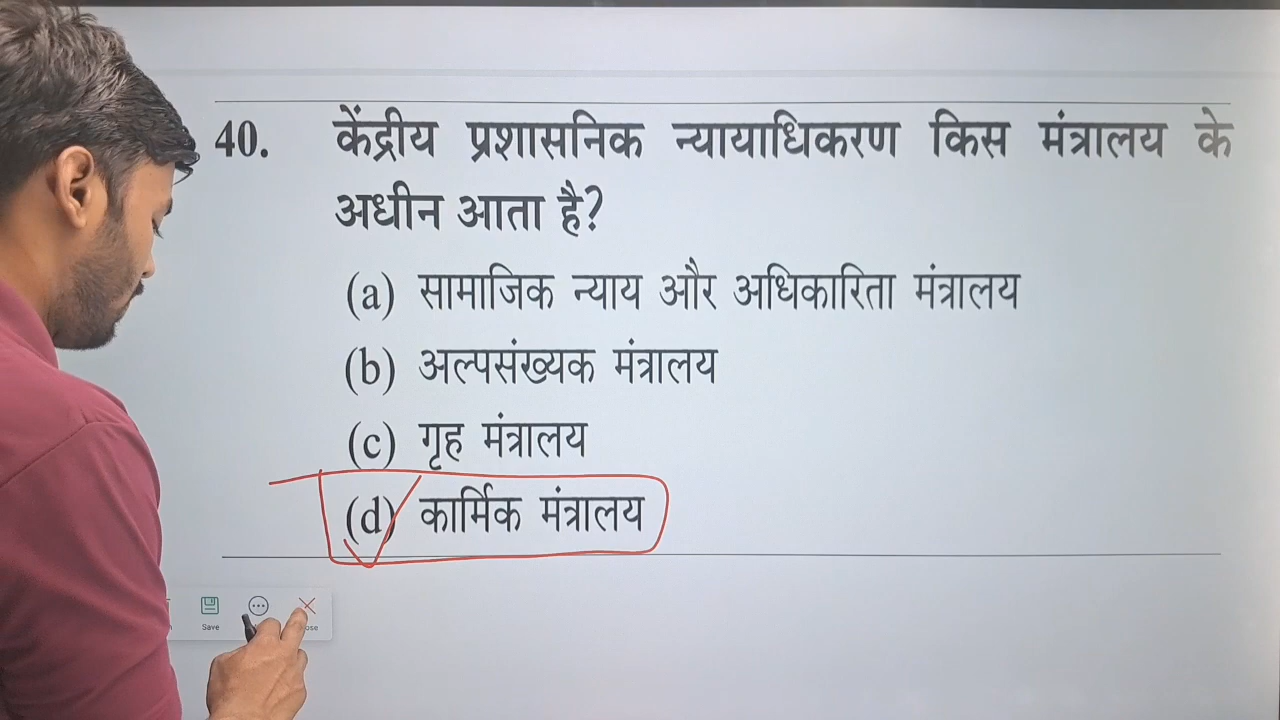 40. केंद्रीय प्रशासनिक न्यायाधिकरण किस मंत्रालय के
अधीन आता है?
(a) सामाजिक न्याय और अधिकारिता मंत्रालय
(b) अल्पसंख्यक मंत्रालय
(c) गृह मंत्रालय
(d) कार्मिक मंत्रालय
Save